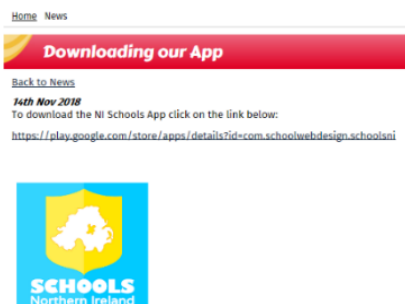 Home News
Downloading our App
Back to News
14th Nov 2018
To download the NI Schools App click on the link below:
https://play.google.com/store/apps/details?id=com.schoolwebdesign.schoolsni
SCHOOLS
Northern Ireland